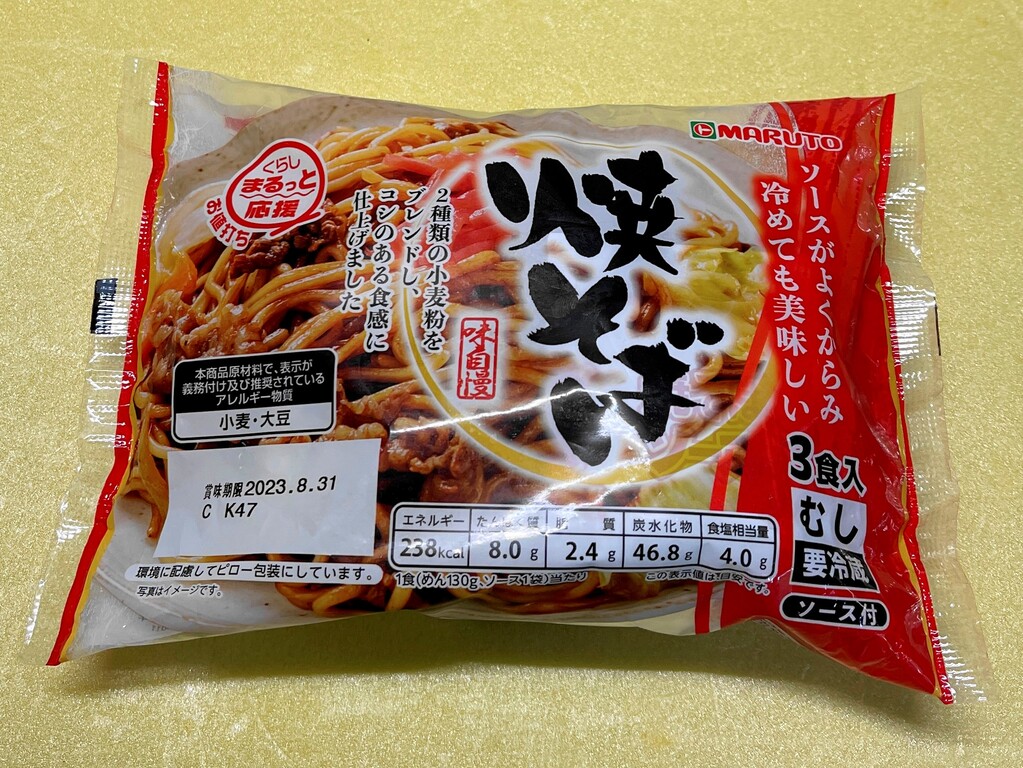 MARUTO
ソースがよくからみ
冷めても美味しい
焼そば
味自慢
くらし
まるっと
応援
お値打ち
2種類の小麦粉を
ブレンドし、
コシのある食感に
仕上げました
本商品原材料で、表示が
義務付け及び推奨されている
アレルギー物質
小麦・大豆
賞味期限2023.8.31
C K47
環境に配慮してピロー包装にしています。
写真はイメージです。
エネルギー たんぱく質 脂質 炭水化物 食塩相当量
238kcal 8.0g 2.4g 46.8g 4.0g
1食(めん130g、ソース1袋)当たり
この表示値は、目安です。
3食入
むし
要冷蔵
ソース付